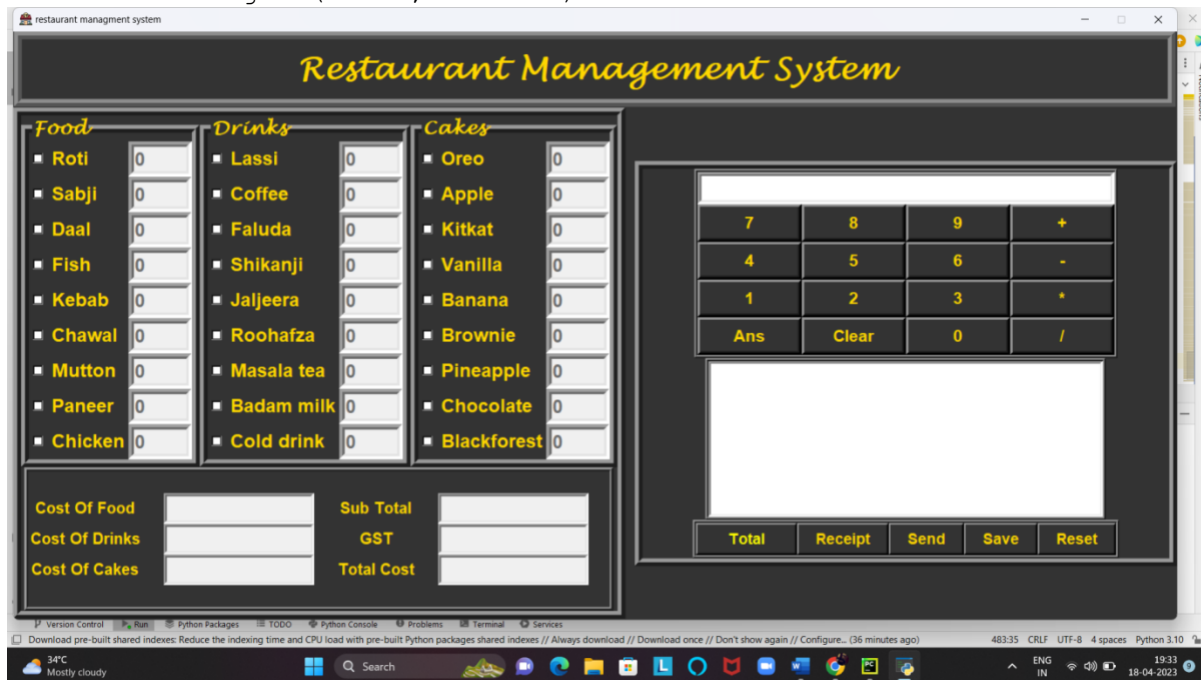 restaurant managment system
Restaurant Management System
Food
Roti 0
Sabji 0
Daal 0
Fish 0
Kebab 0
Chawal 0
Mutton 0
Paneer 0
Chicken 0
Drinks
Lassi 0
Coffee 0
Faluda 0
Shikanji 0
Jaljeera 0
Roohafza 0
Masala tea 0
Badam milk 0
Cold drink 0
Cakes
Oreo 0
Apple 0
Kitkat 0
Vanilla 0
Banana 0
Brownie 0
Pineapple 0
Chocolate 0
Blackforest 0
Cost Of Food
Cost Of Drinks
Cost Of Cakes
Sub Total
GST
Total Cost
7 8 9 +
4 5 6 -
1 2 3 *
Ans Clear 0 /
Total Receipt Send Save Reset
Version Control Run Python Packages TODO Python Console Problems Terminal Services
Download pre-built shared indexes: Reduce the indexing time and CPU load with pre-built Python packages shared indexes // Always download // Download once // Don't show again // Configure... (36 minutes ago) 483:35 CRLF UTF-8 4 spaces Python 3.10
34°C
Mostly cloudy
Search
ENG
IN
19:33
18-04-2023